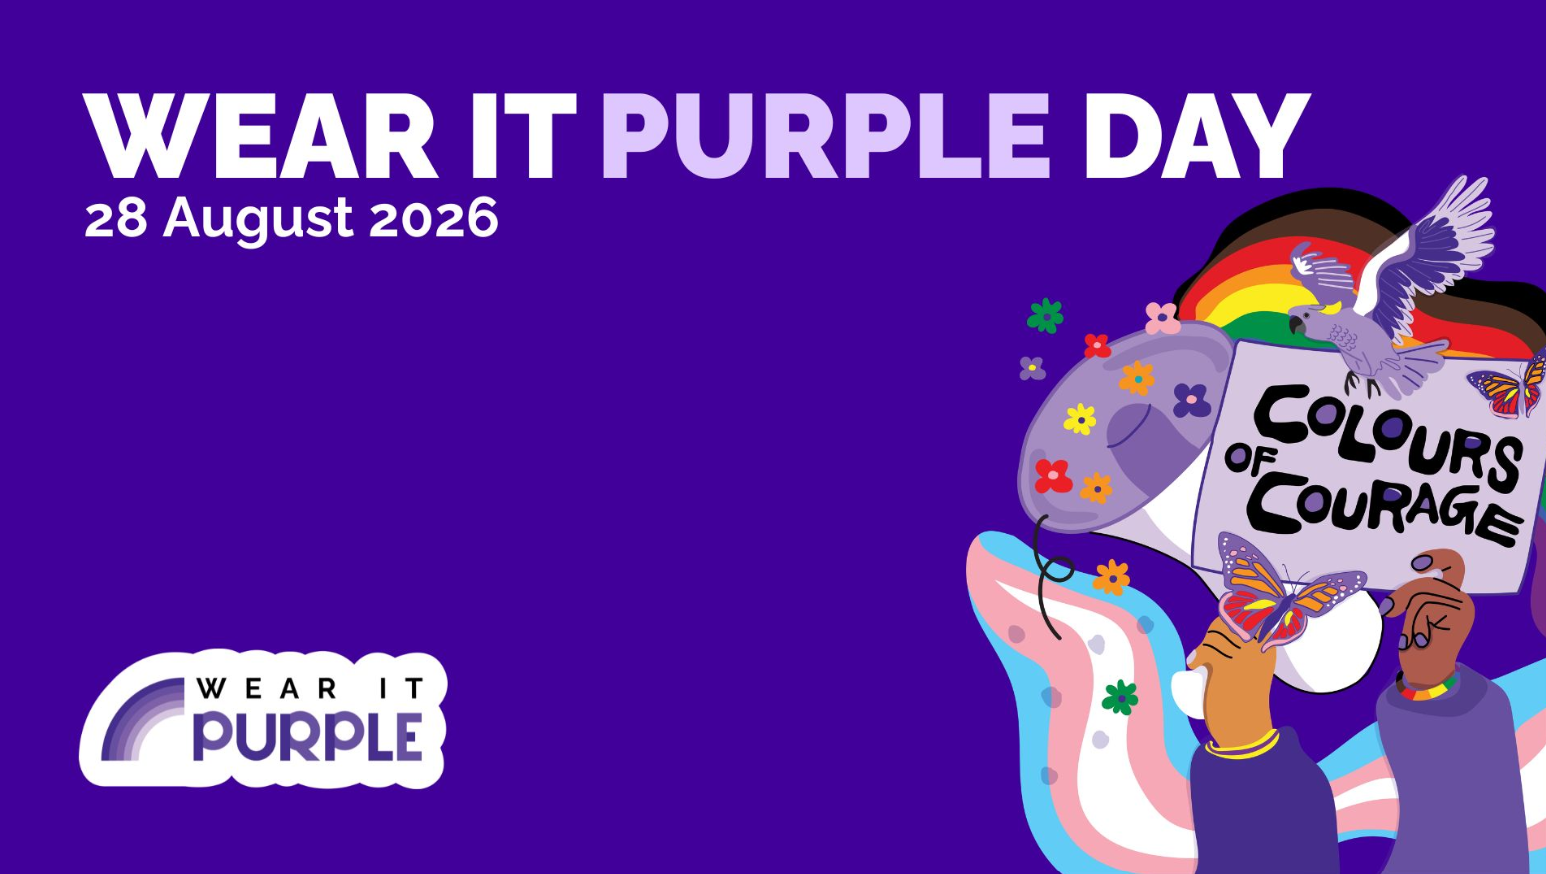 WEAR IT PURPLE DAY
28 August 2026
COLOURS
OF
COURAGE
WEAR IT
PURPLE